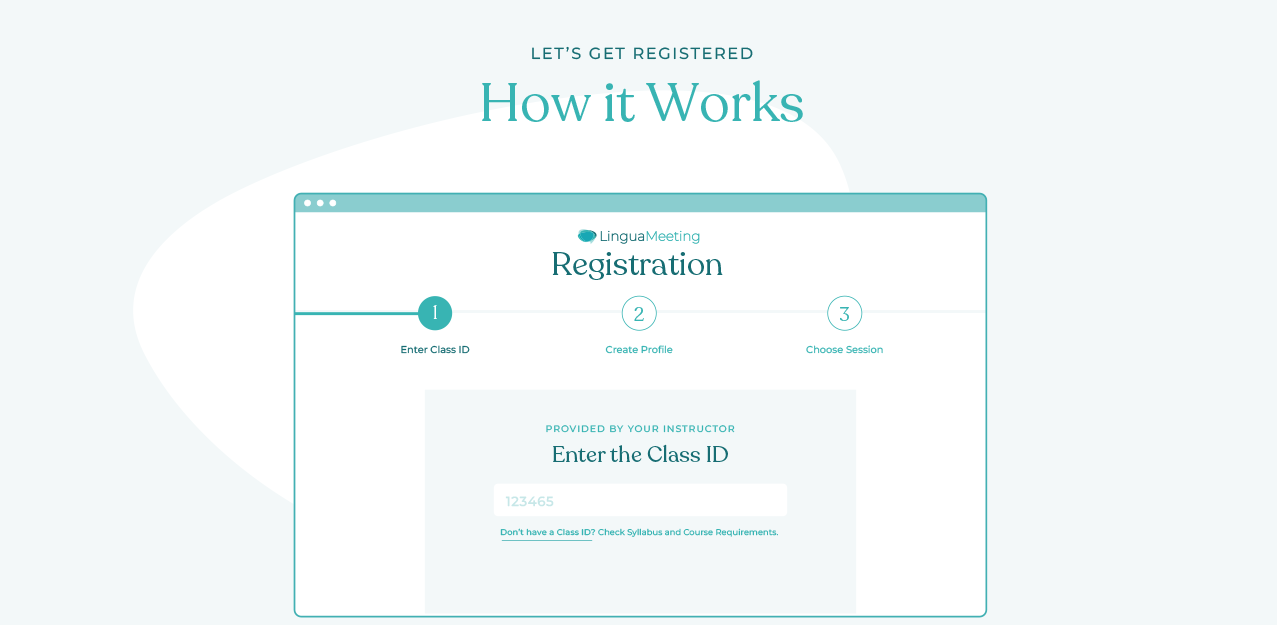 LET’S GET REGISTERED
How it Works
LinguaMeeting
Registration
1 2 3
Enter Class ID Create Profile Choose Session
PROVIDED BY YOUR INSTRUCTOR
Enter the Class ID
123465
Don’t have a Class ID? Check Syllabus and Course Requirements.